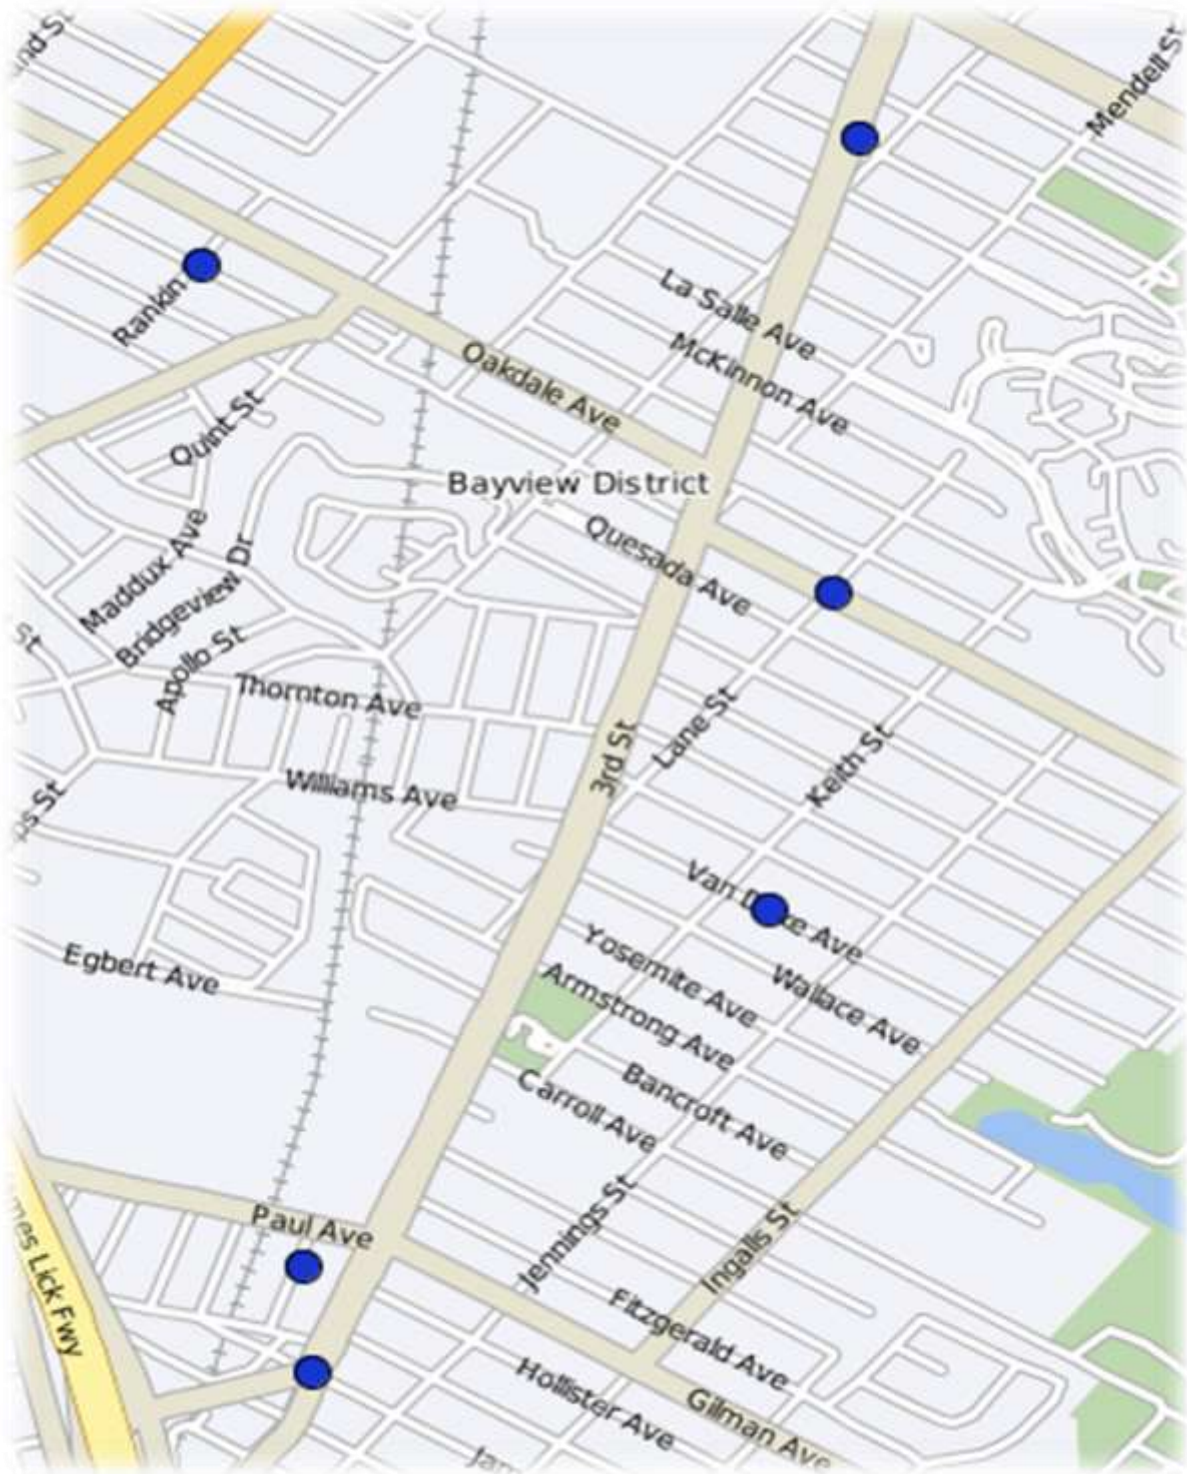 Mendell St
Rankin
La Salle Ave
McKinnon Ave
Oakdale Ave
Quint St
Bayview District
Quesada Ave
Maddux Ave
Bridgeview Dr
Apollo St
St
Thornton Ave
3rd St
Lane St
Keith St
Williams Ave
St
Van Ave
Yosemite Ave
Wallace Ave
Egbert Ave
Armstrong Ave
Bancroft Ave
Carroll Ave
Jennings St
Ingalls St
Paul Ave
Lick Fwy
Fitzgerald Ave
Hollister Ave
Gilman Ave